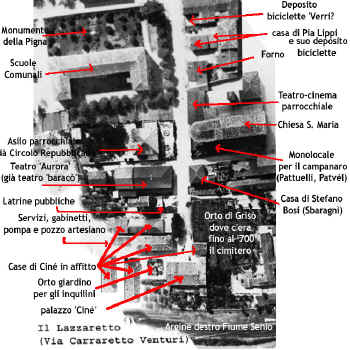 Deposito
biciclette 'Verri?
Monumento
della Pigna
casa di Pia Lippi
e suo deposito
biciclette
Scuole
Comunali
Forno
Teatro-cinema
parrocchiale
Chiesa S. Maria
Asilo parrocchiale
già Circolo Repubblic
Monolocale
per il campanaro
(Pattuelli, Patvél)
Teatro 'Aurora'
(già teatro 'baracò')
Casa di Stefano
Bosi (Sbaragni)
Latrine pubbliche
Orto di Grisò
dove c'era
fino al '700
il cimitero
Servizi, gabinetti,
pompa e pozzo artesiano
Case di Ciné in affitto
Orto giardino
per gli inquilini
palazzo 'Ciné'
Argine destro Fiume Senio
Il Lazzaretto
(Via Carraretto Venturi)